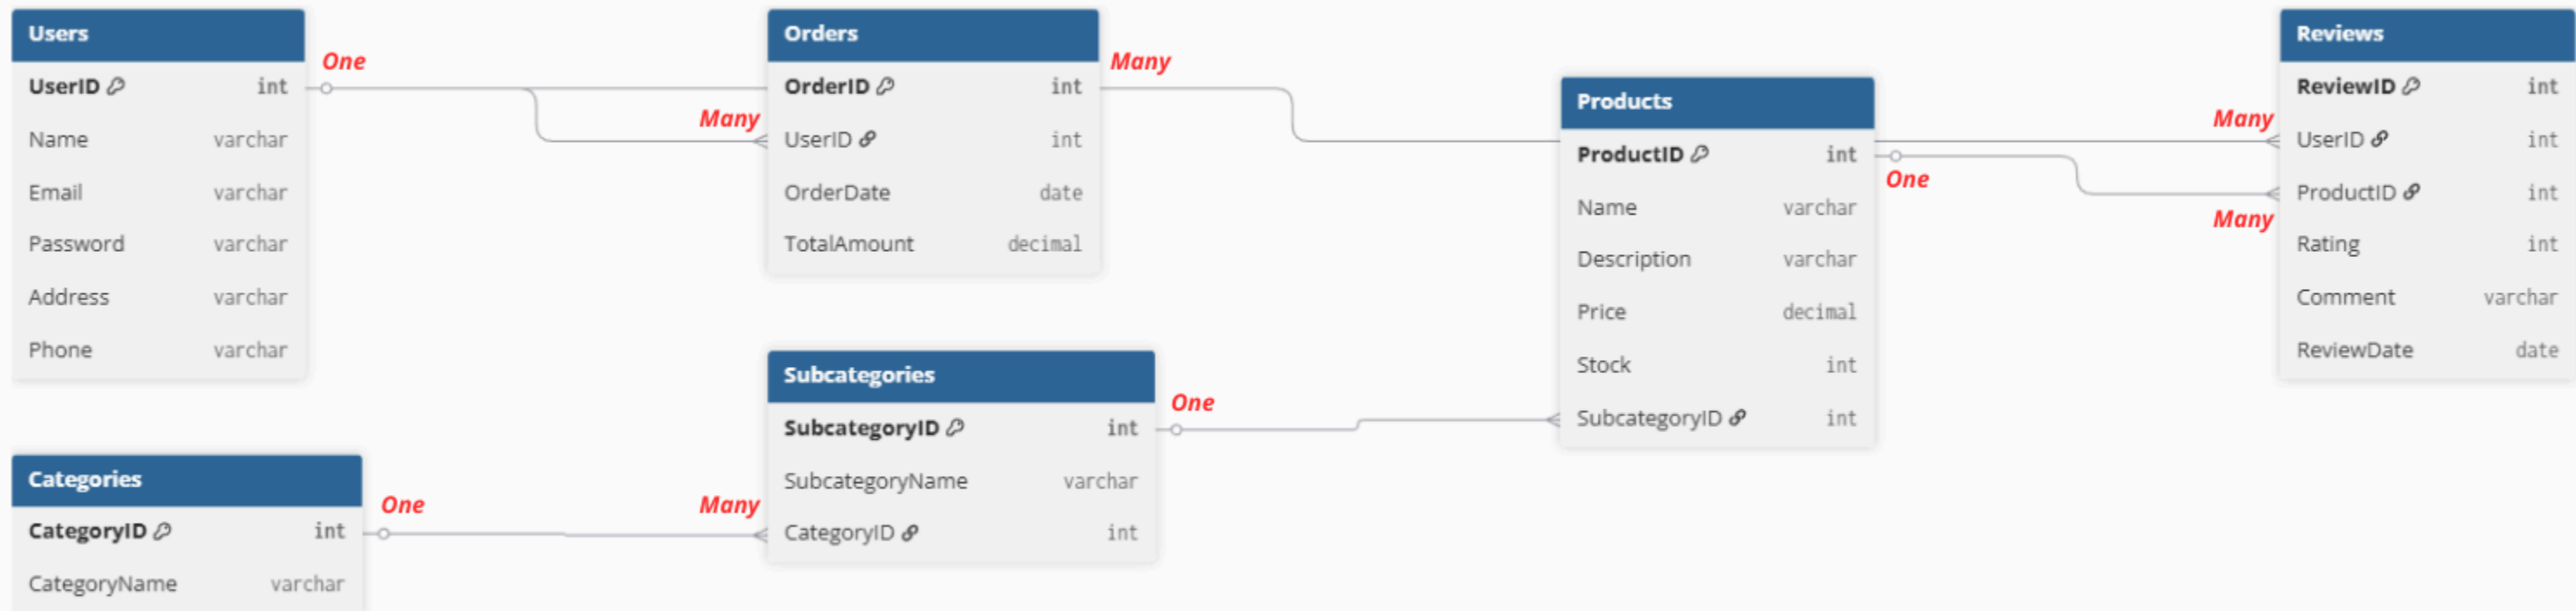 Users
UserID int
Name varchar
Email varchar
Password varchar
Address varchar
Phone varchar
One
Many
Orders
OrderID int
UserID int
OrderDate date
TotalAmount decimal
Many
Products
ProductID int
Name varchar
Description varchar
Price decimal
Stock int
SubcategoryID int
One
Many
Many
Reviews
ReviewID int
UserID int
ProductID int
Rating int
Comment varchar
ReviewDate date
Categories
CategoryID int
CategoryName varchar
One
Many
Subcategories
SubcategoryID int
SubcategoryName varchar
CategoryID int
One